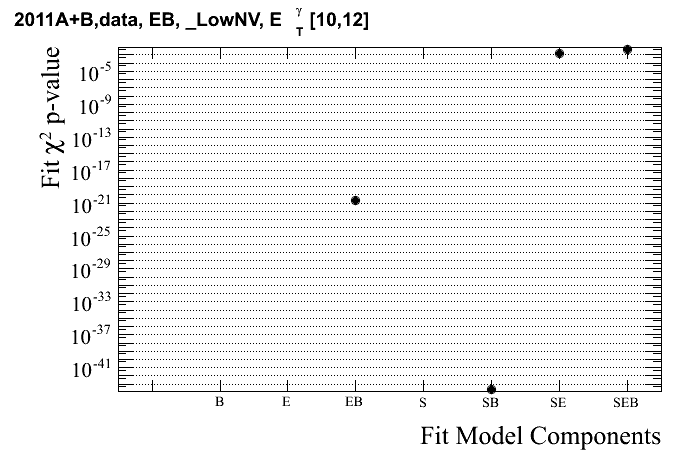 2011A+B,data, EB, _LowNV, E γ T [10,12]
Fit χ² p-value
10⁻⁵
10⁻⁹
10⁻¹³
10⁻¹⁷
10⁻²¹
10⁻²⁵
10⁻²⁹
10⁻³³
10⁻³⁷
10⁻⁴¹
B E EB S SB SE SEB
Fit Model Components